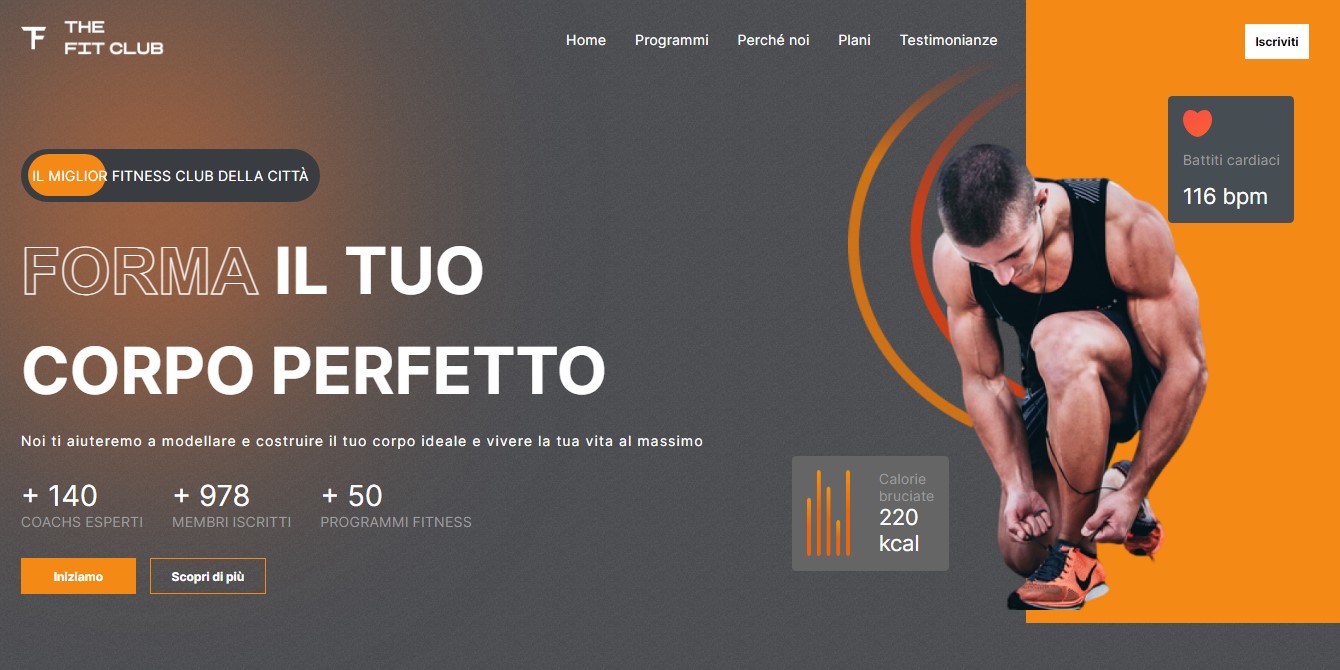 THE
FIT CLUB
Home
Programmi
Perché noi
Plani
Testimonianze
Iscriviti
Battiti cardiaci
116 bpm
IL MIGLIOR FITNESS CLUB DELLA CITTÀ
FORMA IL TUO
CORPO PERFETTO
Noi ti aiuteremo a modellare e costruire il tuo corpo ideale e vivere la tua vita al massimo
+ 140
COACHS ESPERTI
+ 978
MEMBRI ISCRITTI
+ 50
PROGRAMMI FITNESS
Calorie
bruciate
220
kcal
Iniziamo
Scopri di più